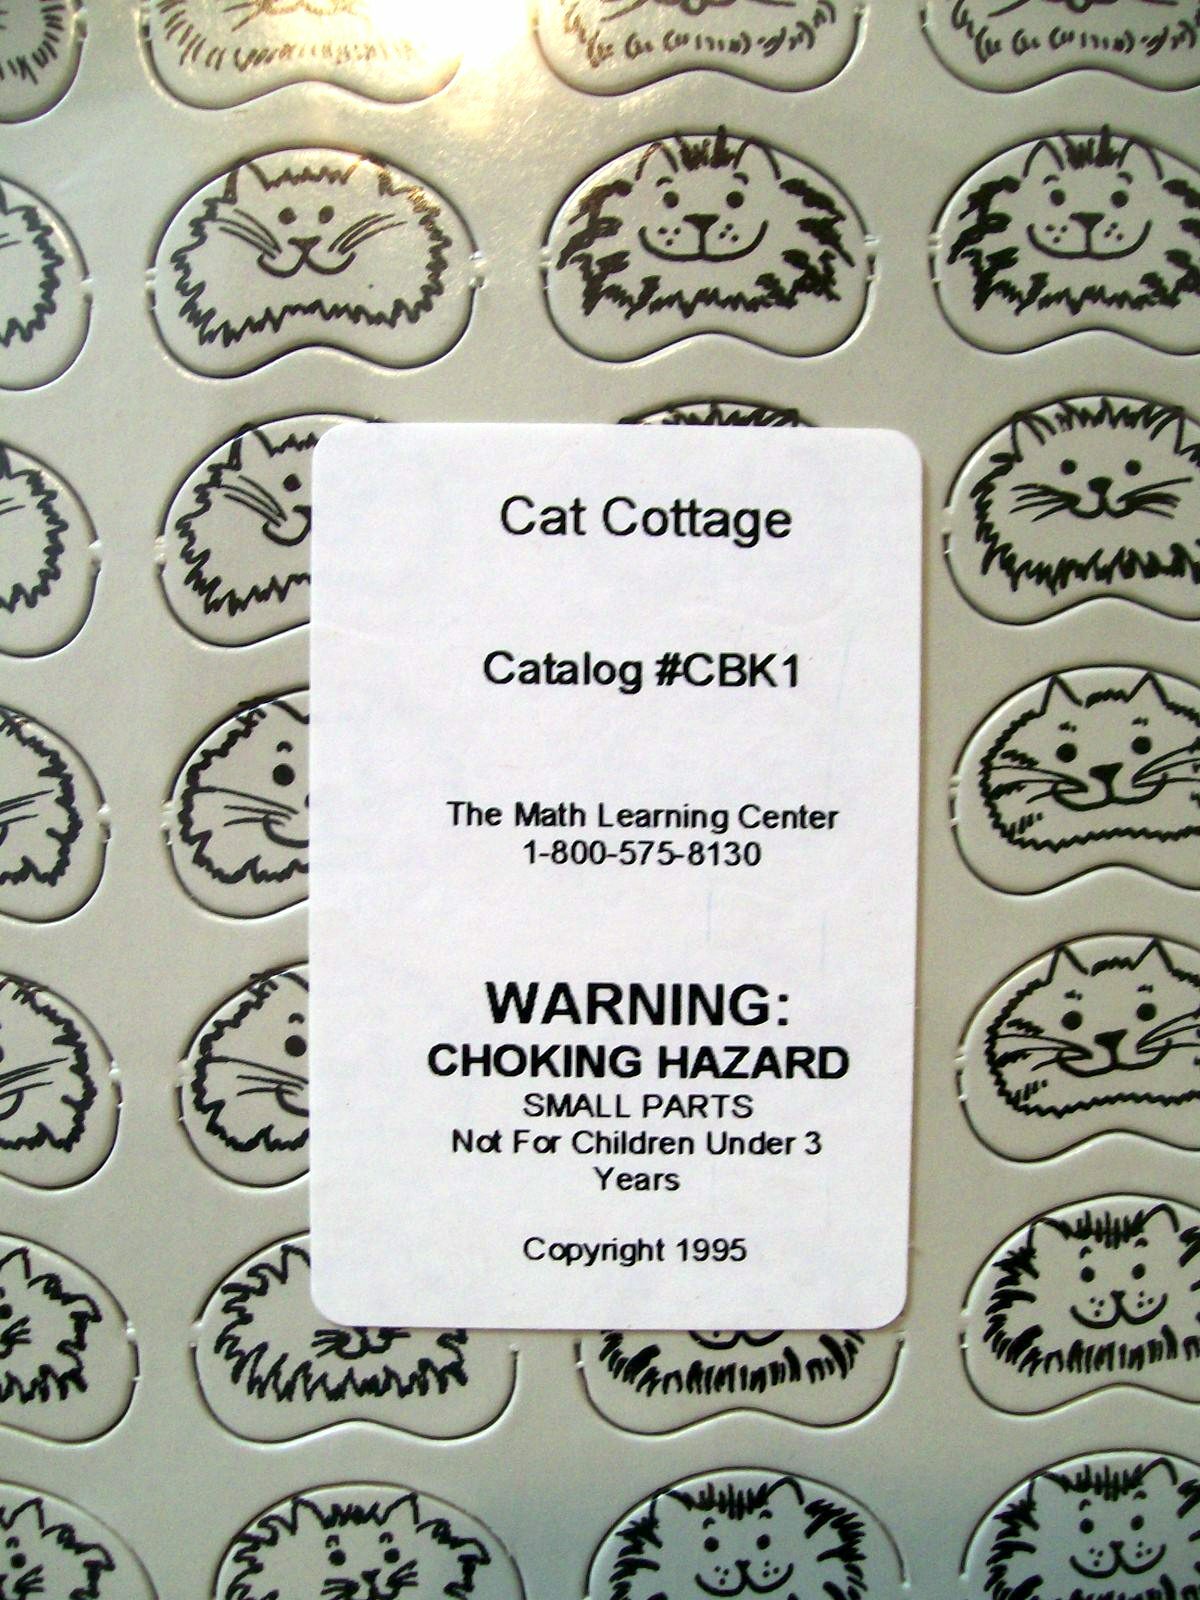 Cat Cottage
Catalog #CBK1
The Math Learning Center
1-800-575-8130
WARNING:
CHOKING HAZARD
SMALL PARTS
Not For Children Under 3
Years
Copyright 1995